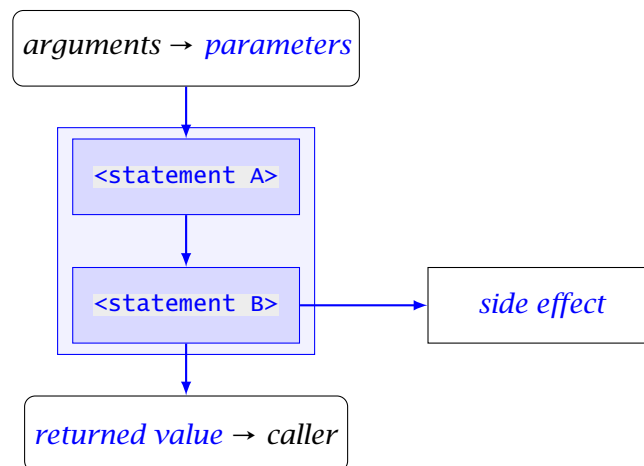 arguments → parameters
<statement A>
<statement B>
side effect
returned value → caller